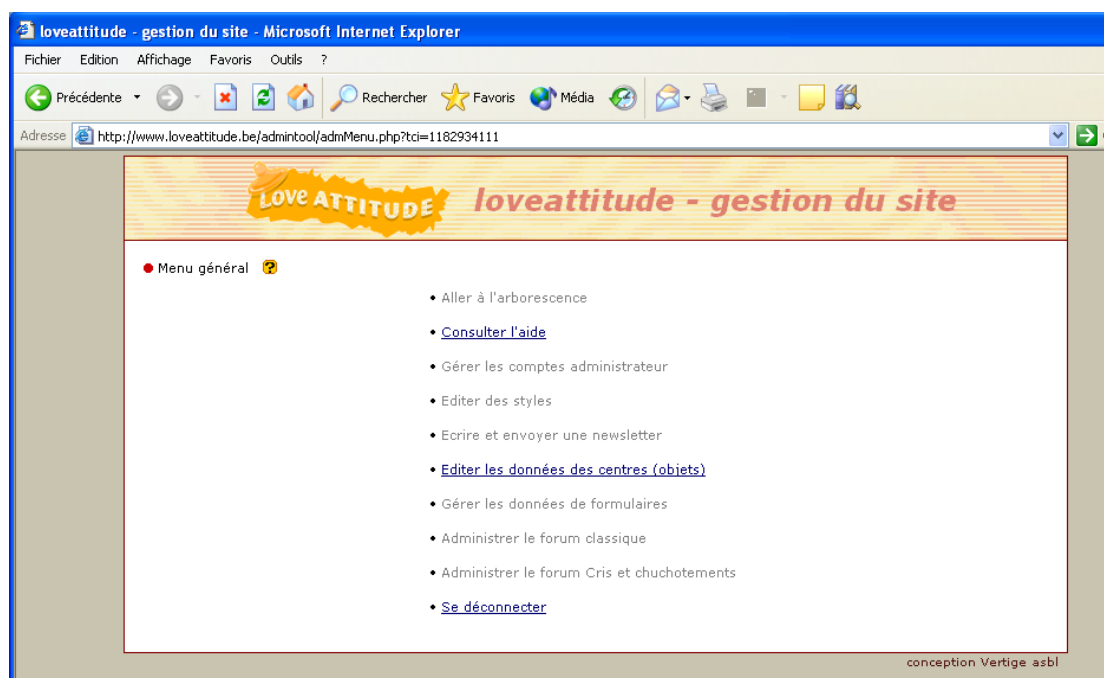 loveattitude - gestion du site - Microsoft Internet Explorer
Fichier Edition Affichage Favoris Outils ?
Précédente Rechercher Favoris Média
Adresse http://www.loveattitude.be/admintool/admMenu.php?tci=1182934111
LOVE ATTITUDE loveattitude - gestion du site
Menu général ?
• Aller à l'arborescence
• Consulter l'aide
• Gérer les comptes administrateur
• Editer des styles
• Ecrire et envoyer une newsletter
• Editer les données des centres (objets)
• Gérer les données de formulaires
• Administrer le forum classique
• Administrer le forum Cris et chuchotements
• Se déconnecter
conception Vertige asbl